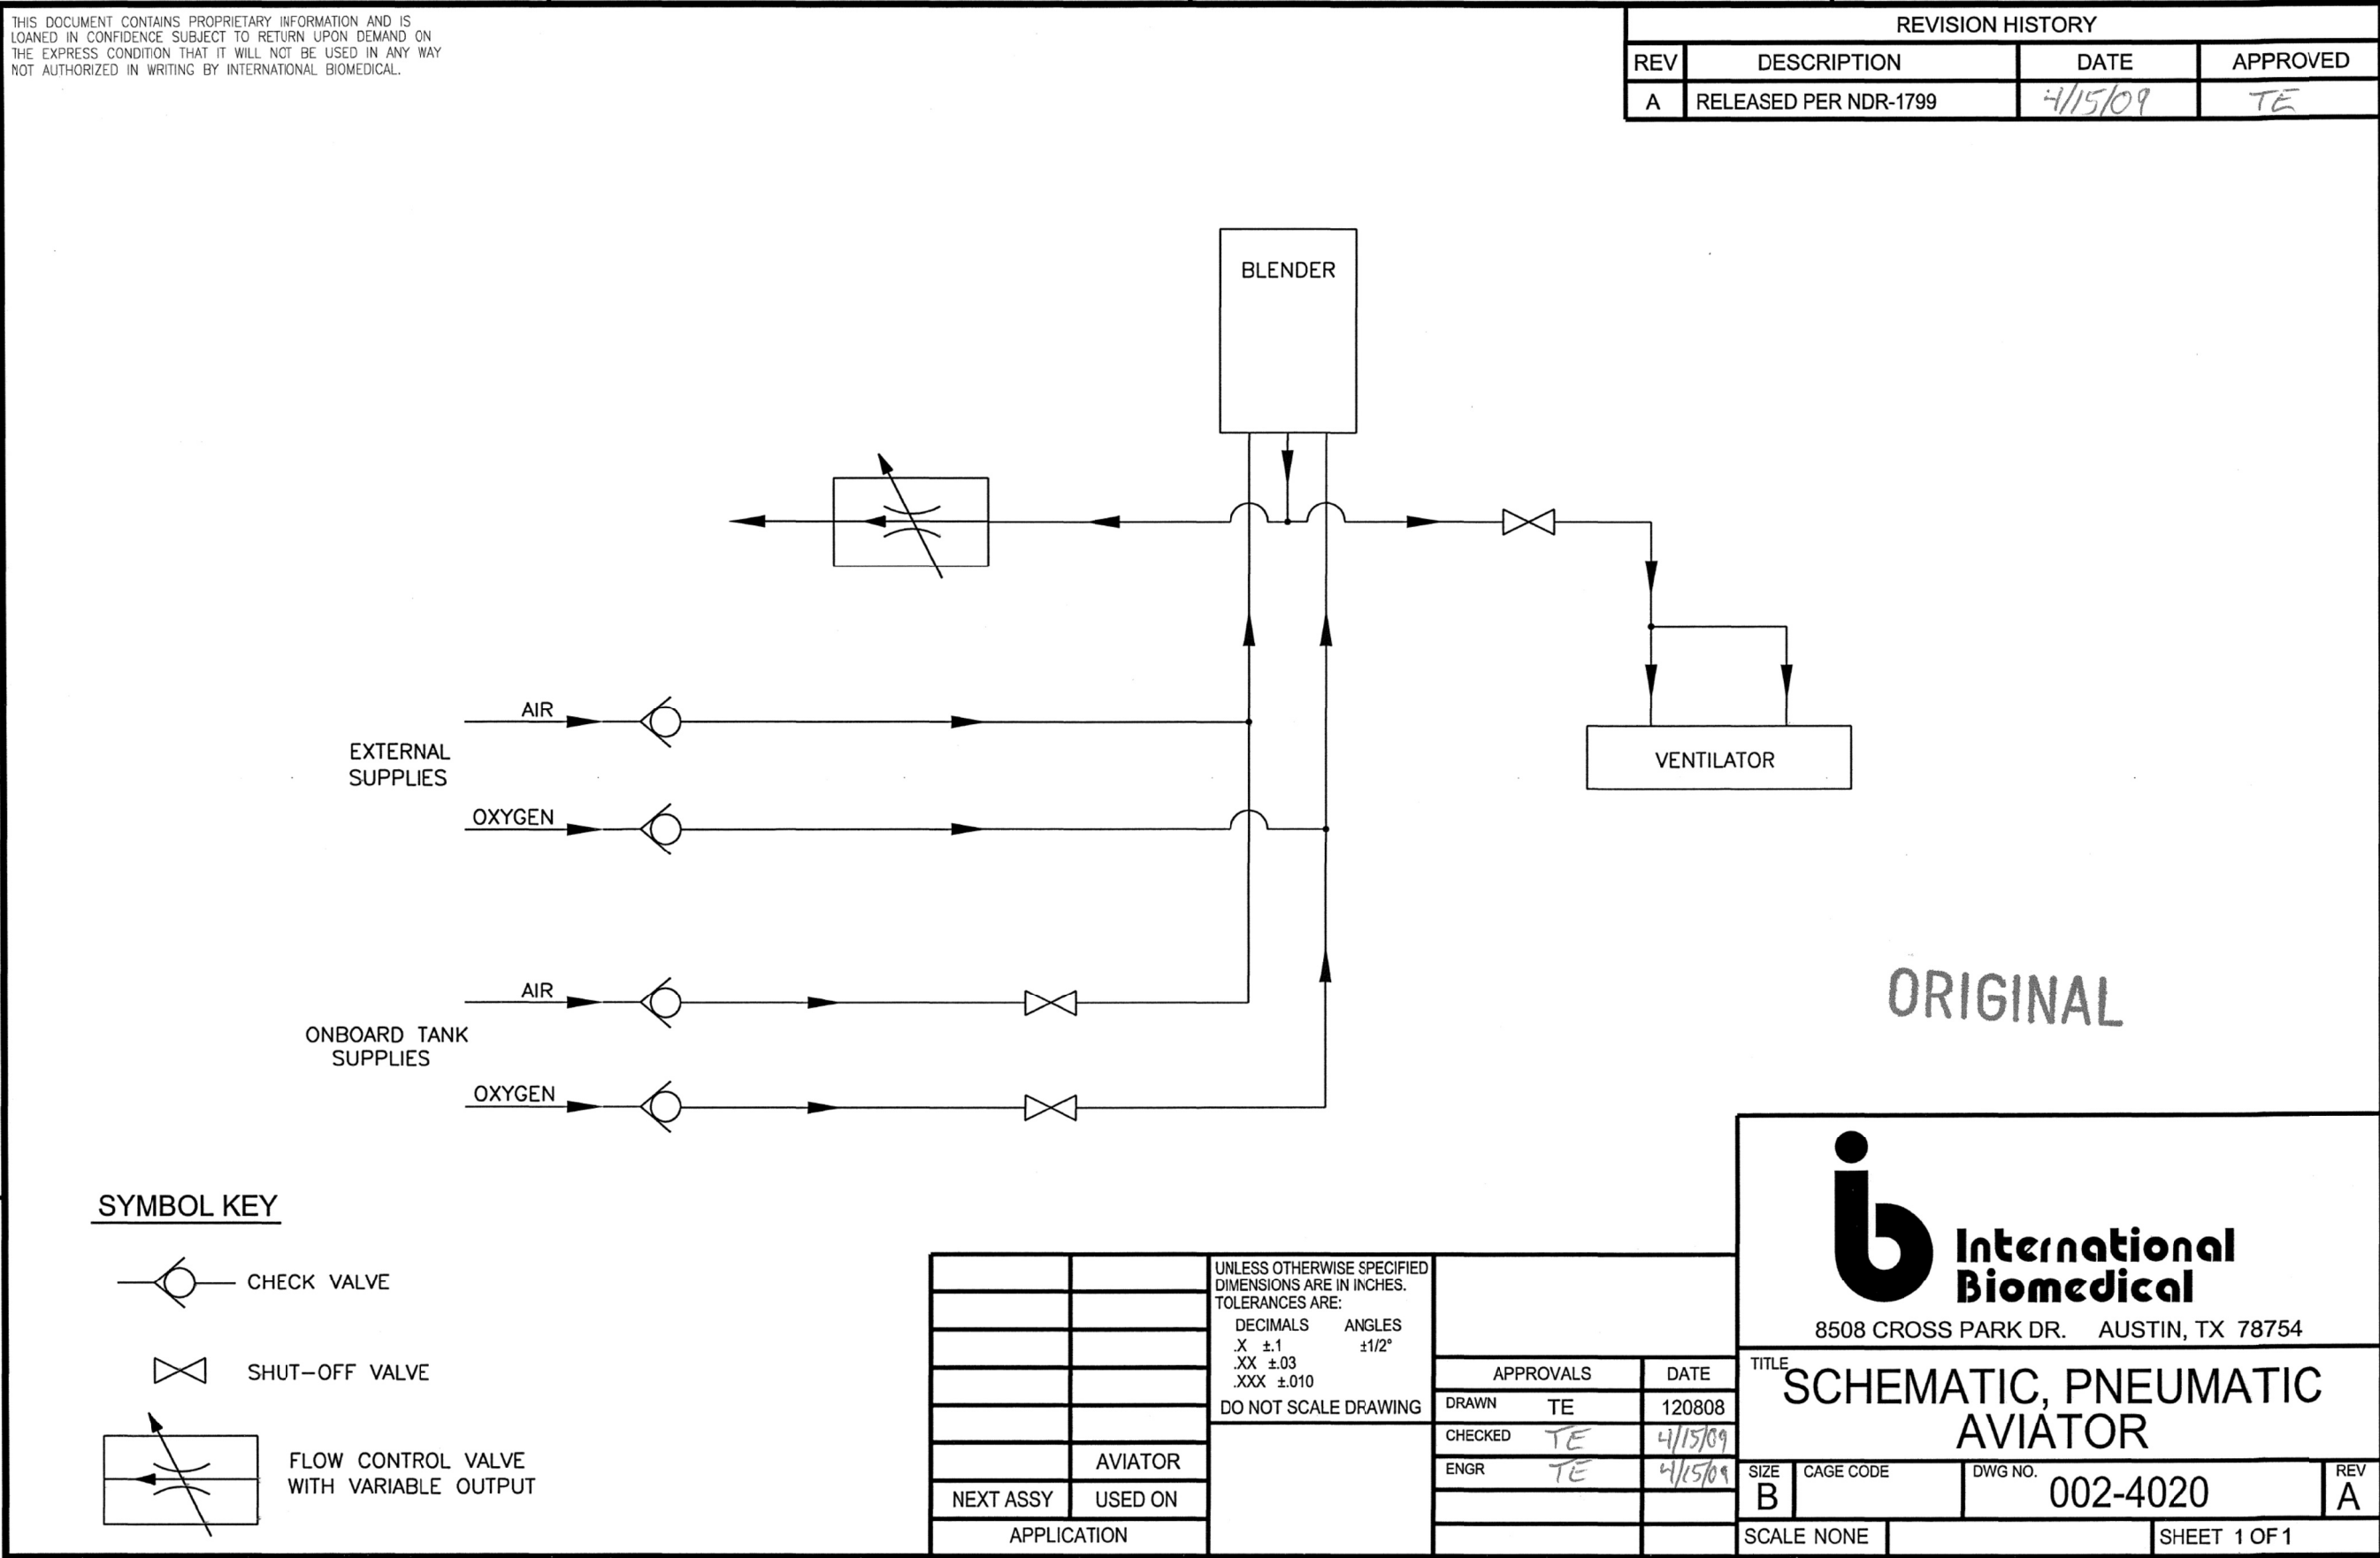 THIS DOCUMENT CONTAINS PROPRIETARY INFORMATION AND IS
LOANED IN CONFIDENCE SUBJECT TO RETURN UPON DEMAND ON
THE EXPRESS CONDITION THAT IT WILL NOT BE USED IN ANY WAY
NOT AUTHORIZED IN WRITING BY INTERNATIONAL BIOMEDICAL.
REVISION HISTORY
REV DESCRIPTION DATE APPROVED
A RELEASED PER NDR-1799 4/15/09 TE
BLENDER
AIR
EXTERNAL
SUPPLIES
OXYGEN
VENTILATOR
AIR
ONBOARD TANK
SUPPLIES
OXYGEN
ORIGINAL
SYMBOL KEY
CHECK VALVE
SHUT-OFF VALVE
FLOW CONTROL VALVE
WITH VARIABLE OUTPUT
AVIATOR
NEXT ASSY USED ON
APPLICATION
UNLESS OTHERWISE SPECIFIED
DIMENSIONS ARE IN INCHES.
TOLERANCES ARE:
DECIMALS ANGLES
.X ±.1 ±1/2°
.XX ±.03
.XXX ±.010
DO NOT SCALE DRAWING
APPROVALS DATE
DRAWN TE 120808
CHECKED TE 4/15/09
ENGR TE 4/15/09
International
Biomedical
8508 CROSS PARK DR. AUSTIN, TX 78754
TITLE
SCHEMATIC, PNEUMATIC
AVIATOR
SIZE CAGE CODE DWG NO. REV
B 002-4020 A
SCALE NONE SHEET 1 OF 1